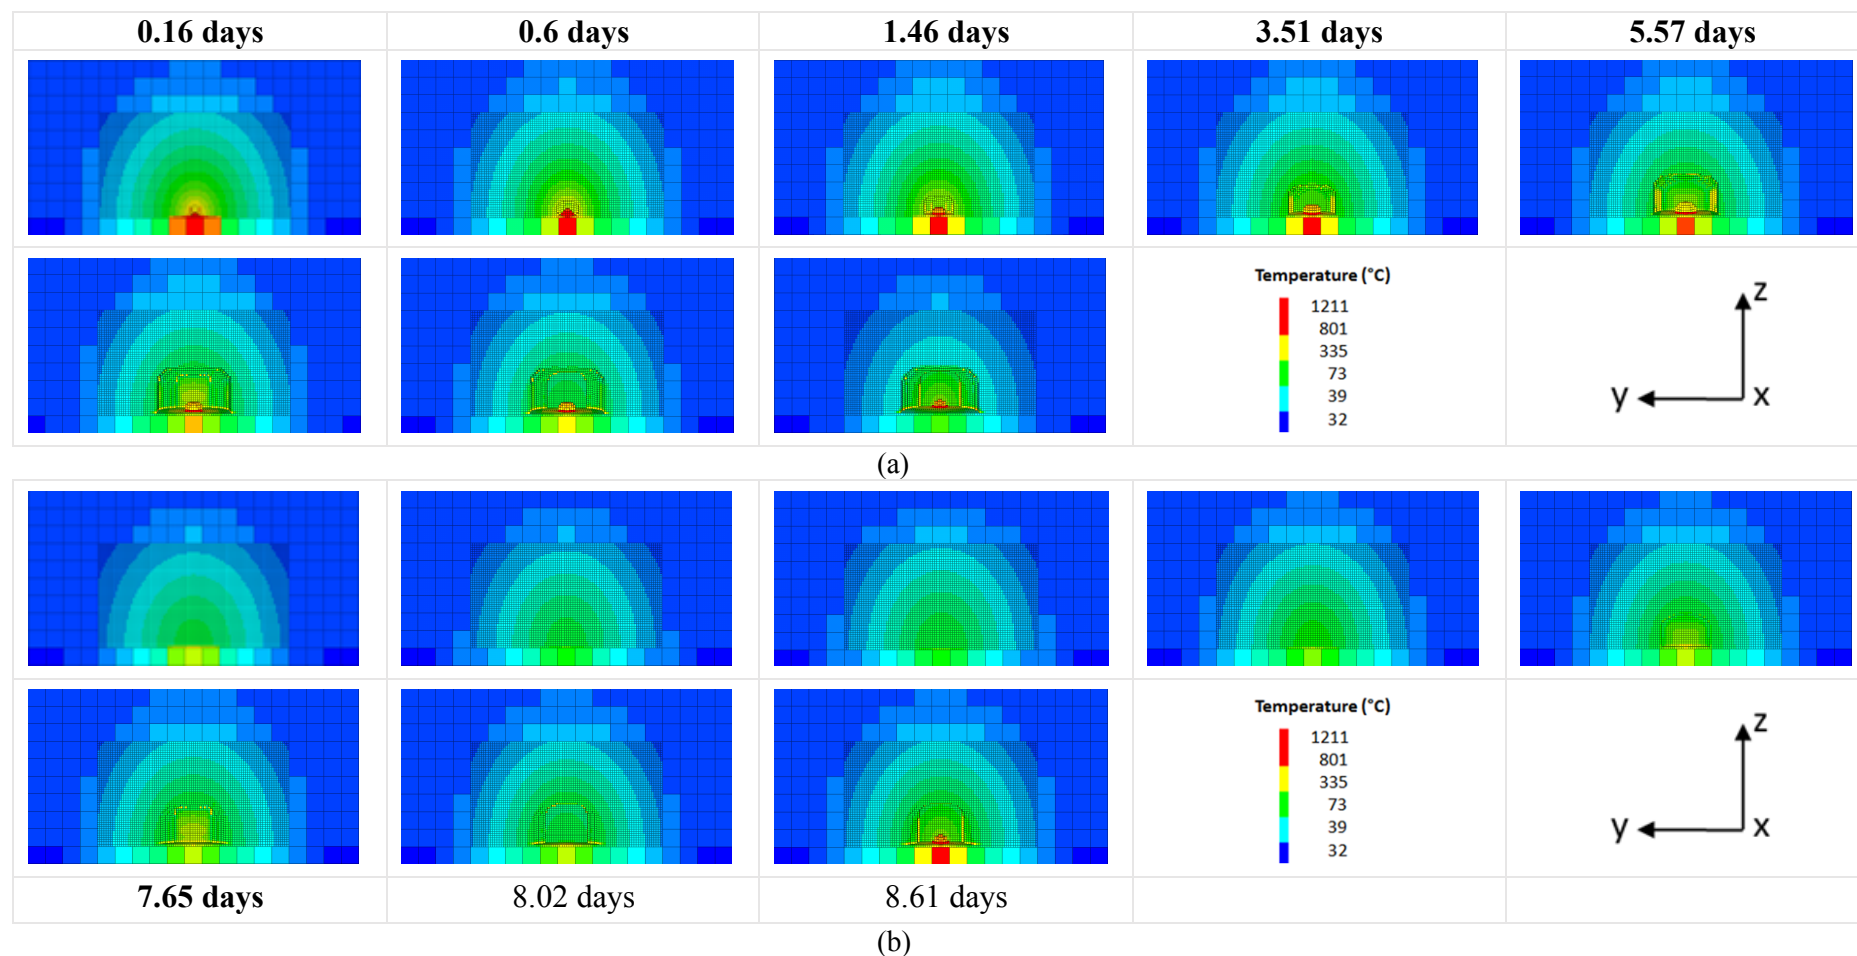 0.16 days 0.6 days 1.46 days 3.51 days 5.57 days
Temperature (°C)
1211
801
335
73
39
32
z
y x
(a)
Temperature (°C)
1211
801
335
73
39
32
z
y x
7.65 days 8.02 days 8.61 days
(b)